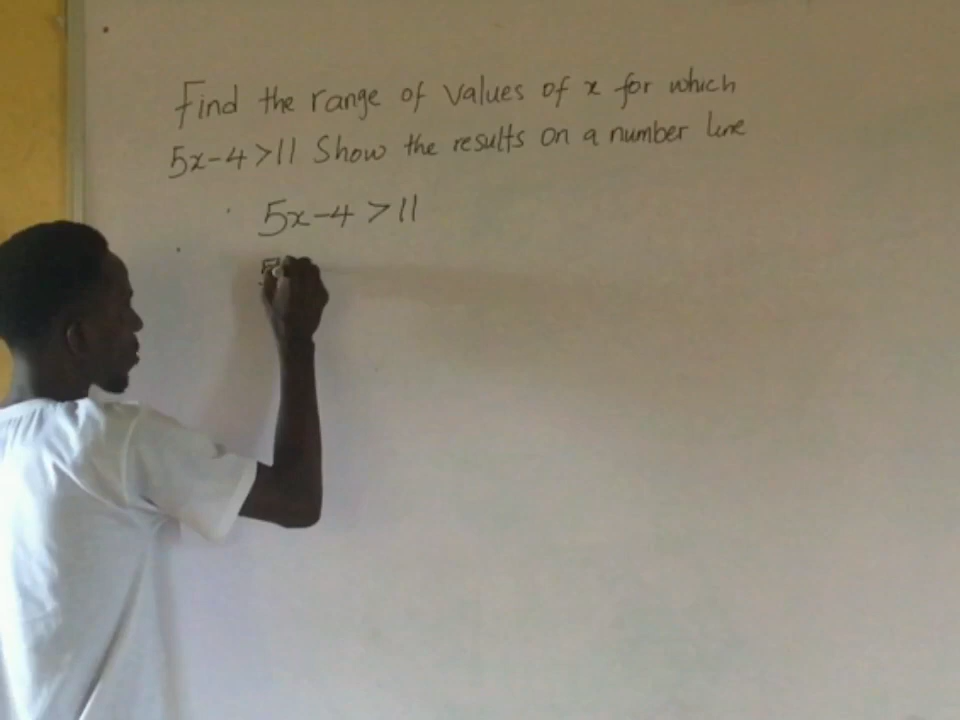 Find the range of values of x for which
5x-4>11 Show the results on a number line
5x-4>11
5